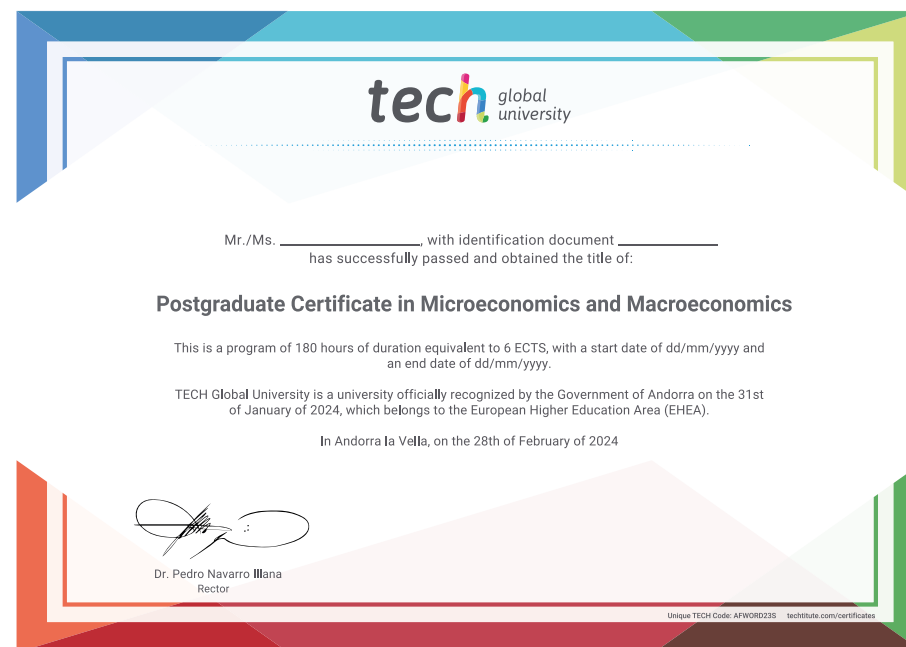 tech global
university
Mr./Ms. ____________________, with identification document ______________
has successfully passed and obtained the title of:
Postgraduate Certificate in Microeconomics and Macroeconomics
This is a program of 180 hours of duration equivalent to 6 ECTS, with a start date of dd/mm/yyyy and
an end date of dd/mm/yyyy.
TECH Global University is a university officially recognized by the Government of Andorra on the 31st
of January of 2024, which belongs to the European Higher Education Area (EHEA).
In Andorra la Vella, on the 28th of February of 2024
Dr. Pedro Navarro Illana
Rector
Unique TECH Code: AFWORD23S techtitute.com/certificates